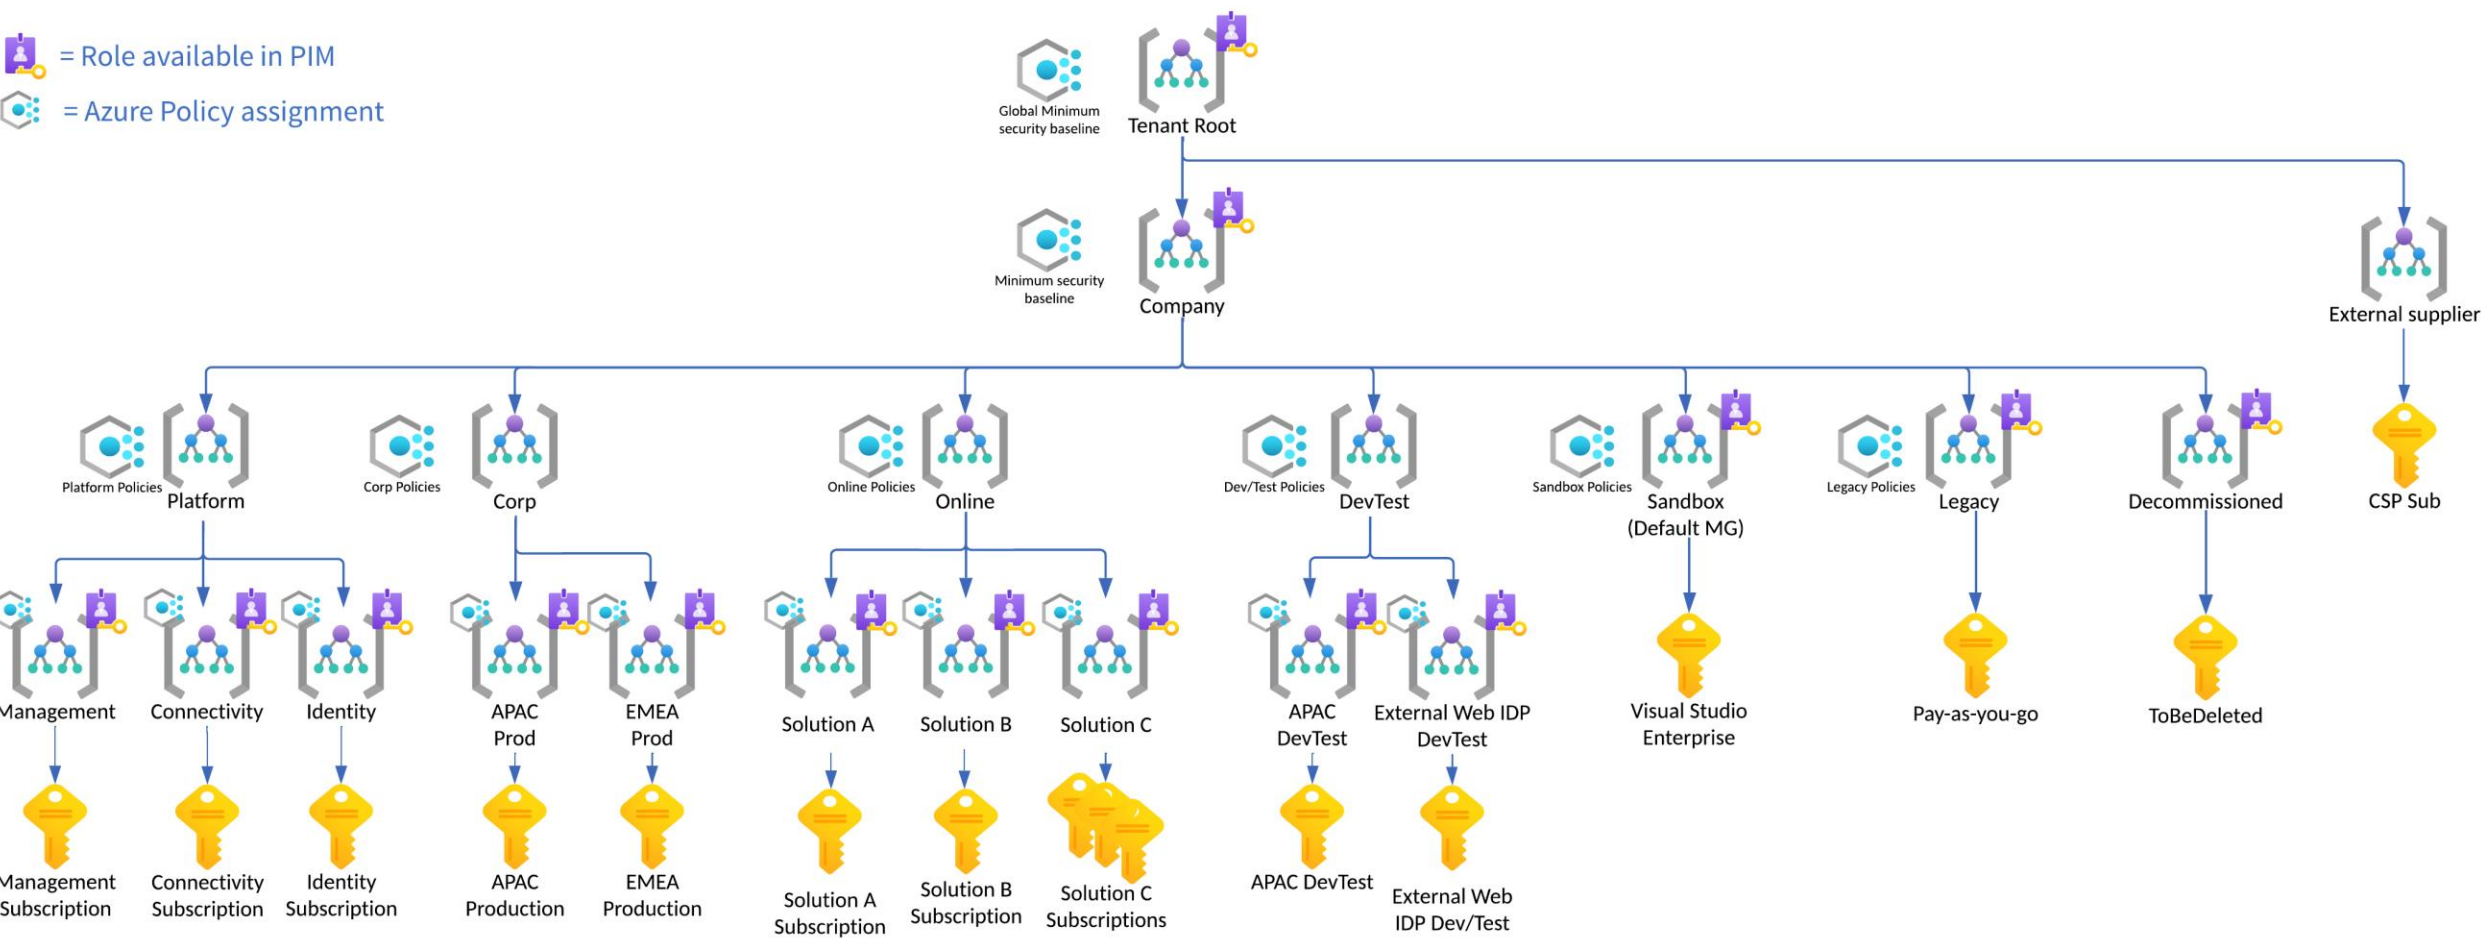 = Role available in PIM
= Azure Policy assignment
Global Minimum
security baseline
Tenant Root
Minimum security
baseline
Company
External supplier
Platform Policies
Platform
Corp Policies
Corp
Online Policies
Online
Dev/Test Policies
DevTest
Sandbox Policies
Sandbox
(Default MG)
Legacy Policies
Legacy
Decommissioned
CSP Sub
Management
Connectivity
Identity
APAC
Prod
EMEA
Prod
Solution A
Solution B
Solution C
APAC
DevTest
External Web IDP
DevTest
Visual Studio
Enterprise
Pay-as-you-go
ToBeDeleted
Management
Subscription
Connectivity
Subscription
Identity
Subscription
APAC
Production
EMEA
Production
Solution A
Subscription
Solution B
Subscription
Solution C
Subscriptions
APAC DevTest
External Web
IDP Dev/Test